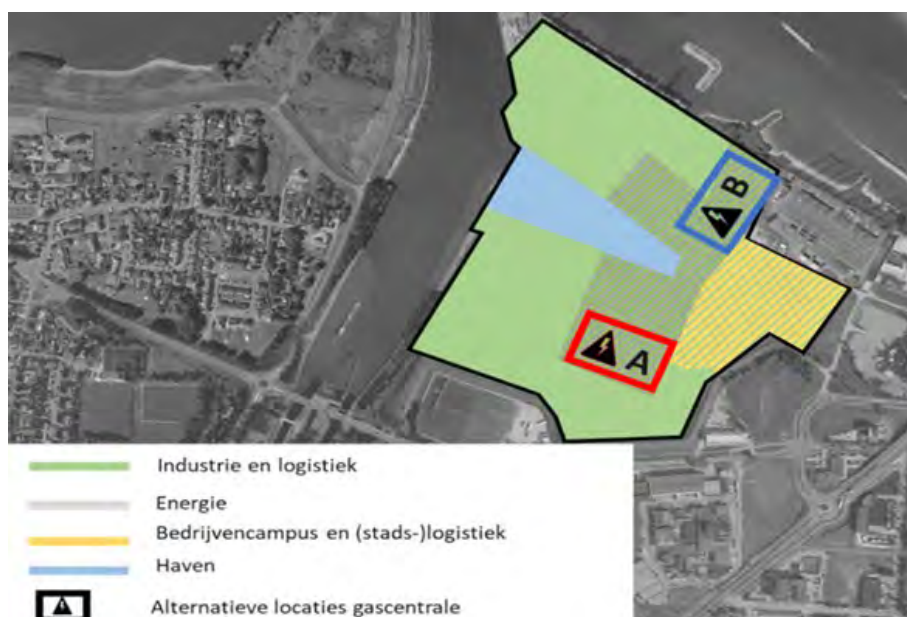 B
A
Industrie en logistiek
Energie
Bedrijvencampus en (stads-)logistiek
Haven
Alternatieve locaties gascentrale